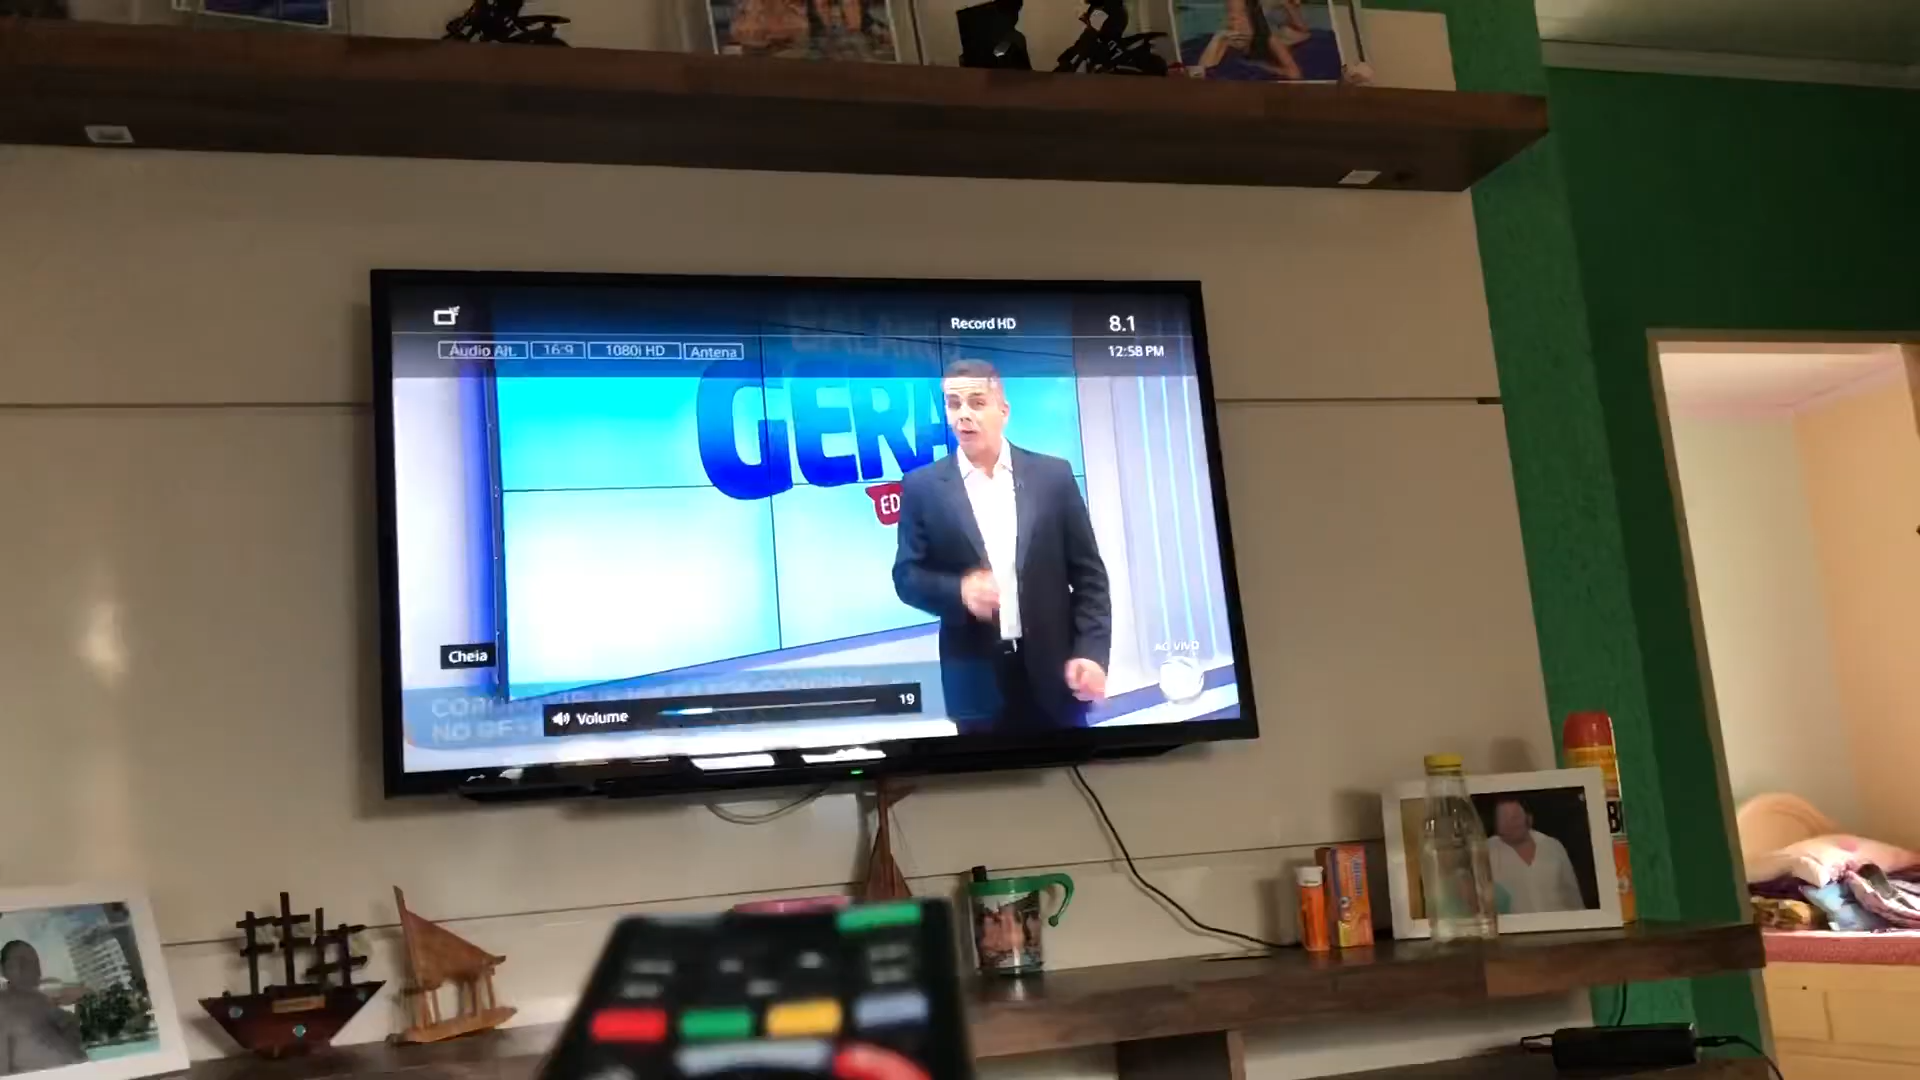 Record HD
8.1
Áudio Alt. 16:9 1080i HD Antena
12:58 PM
GERA
ED
AO VIVO
Cheia
Volume
19